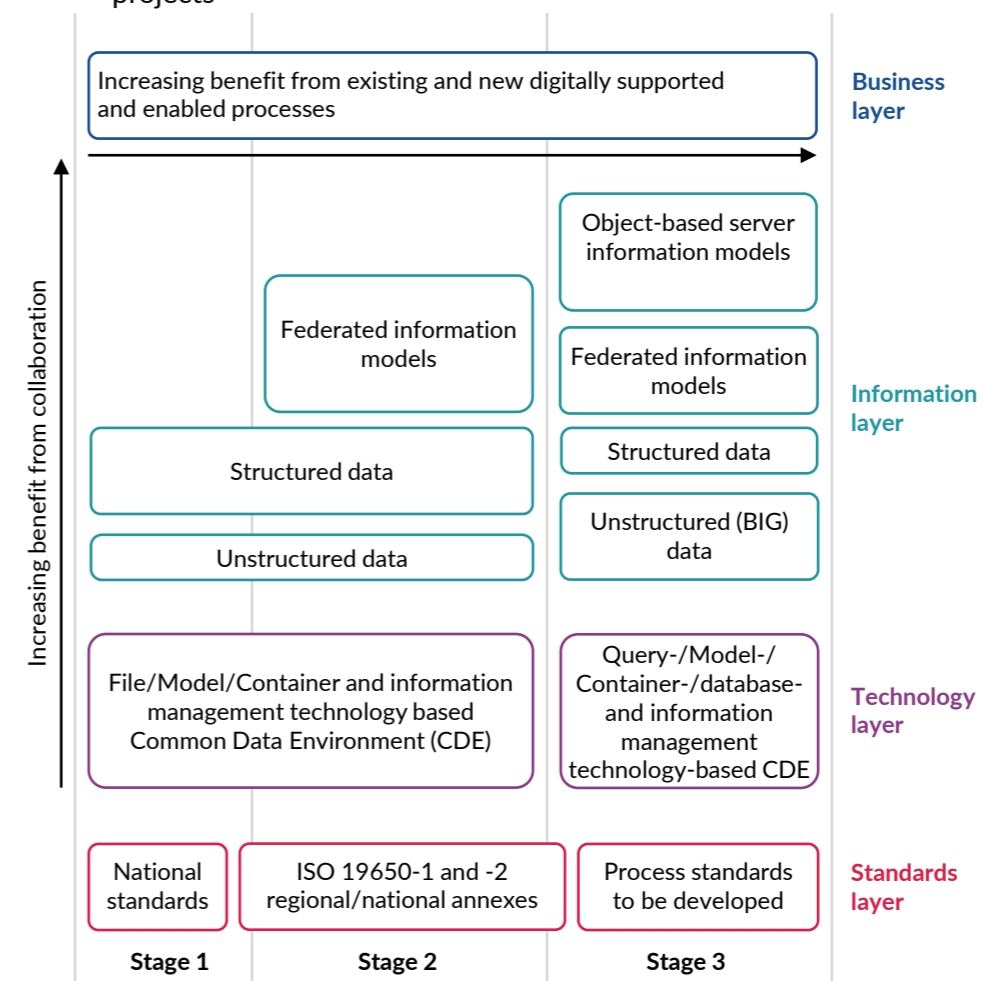 projects
Increasing benefit from existing and new digitally supported
and enabled processes
Business
layer
Increasing benefit from collaboration
Object-based server
information models
Federated information
models
Federated information
models
Information
layer
Structured data
Structured data
Unstructured data
Unstructured (BIG)
data
File/Model/Container and information
management technology based
Common Data Environment (CDE)
Query-/Model-/
Container-/database-
and information
management
technology-based CDE
Technology
layer
National
standards
ISO 19650-1 and -2
regional/national annexes
Process standards
to be developed
Standards
layer
Stage 1
Stage 2
Stage 3